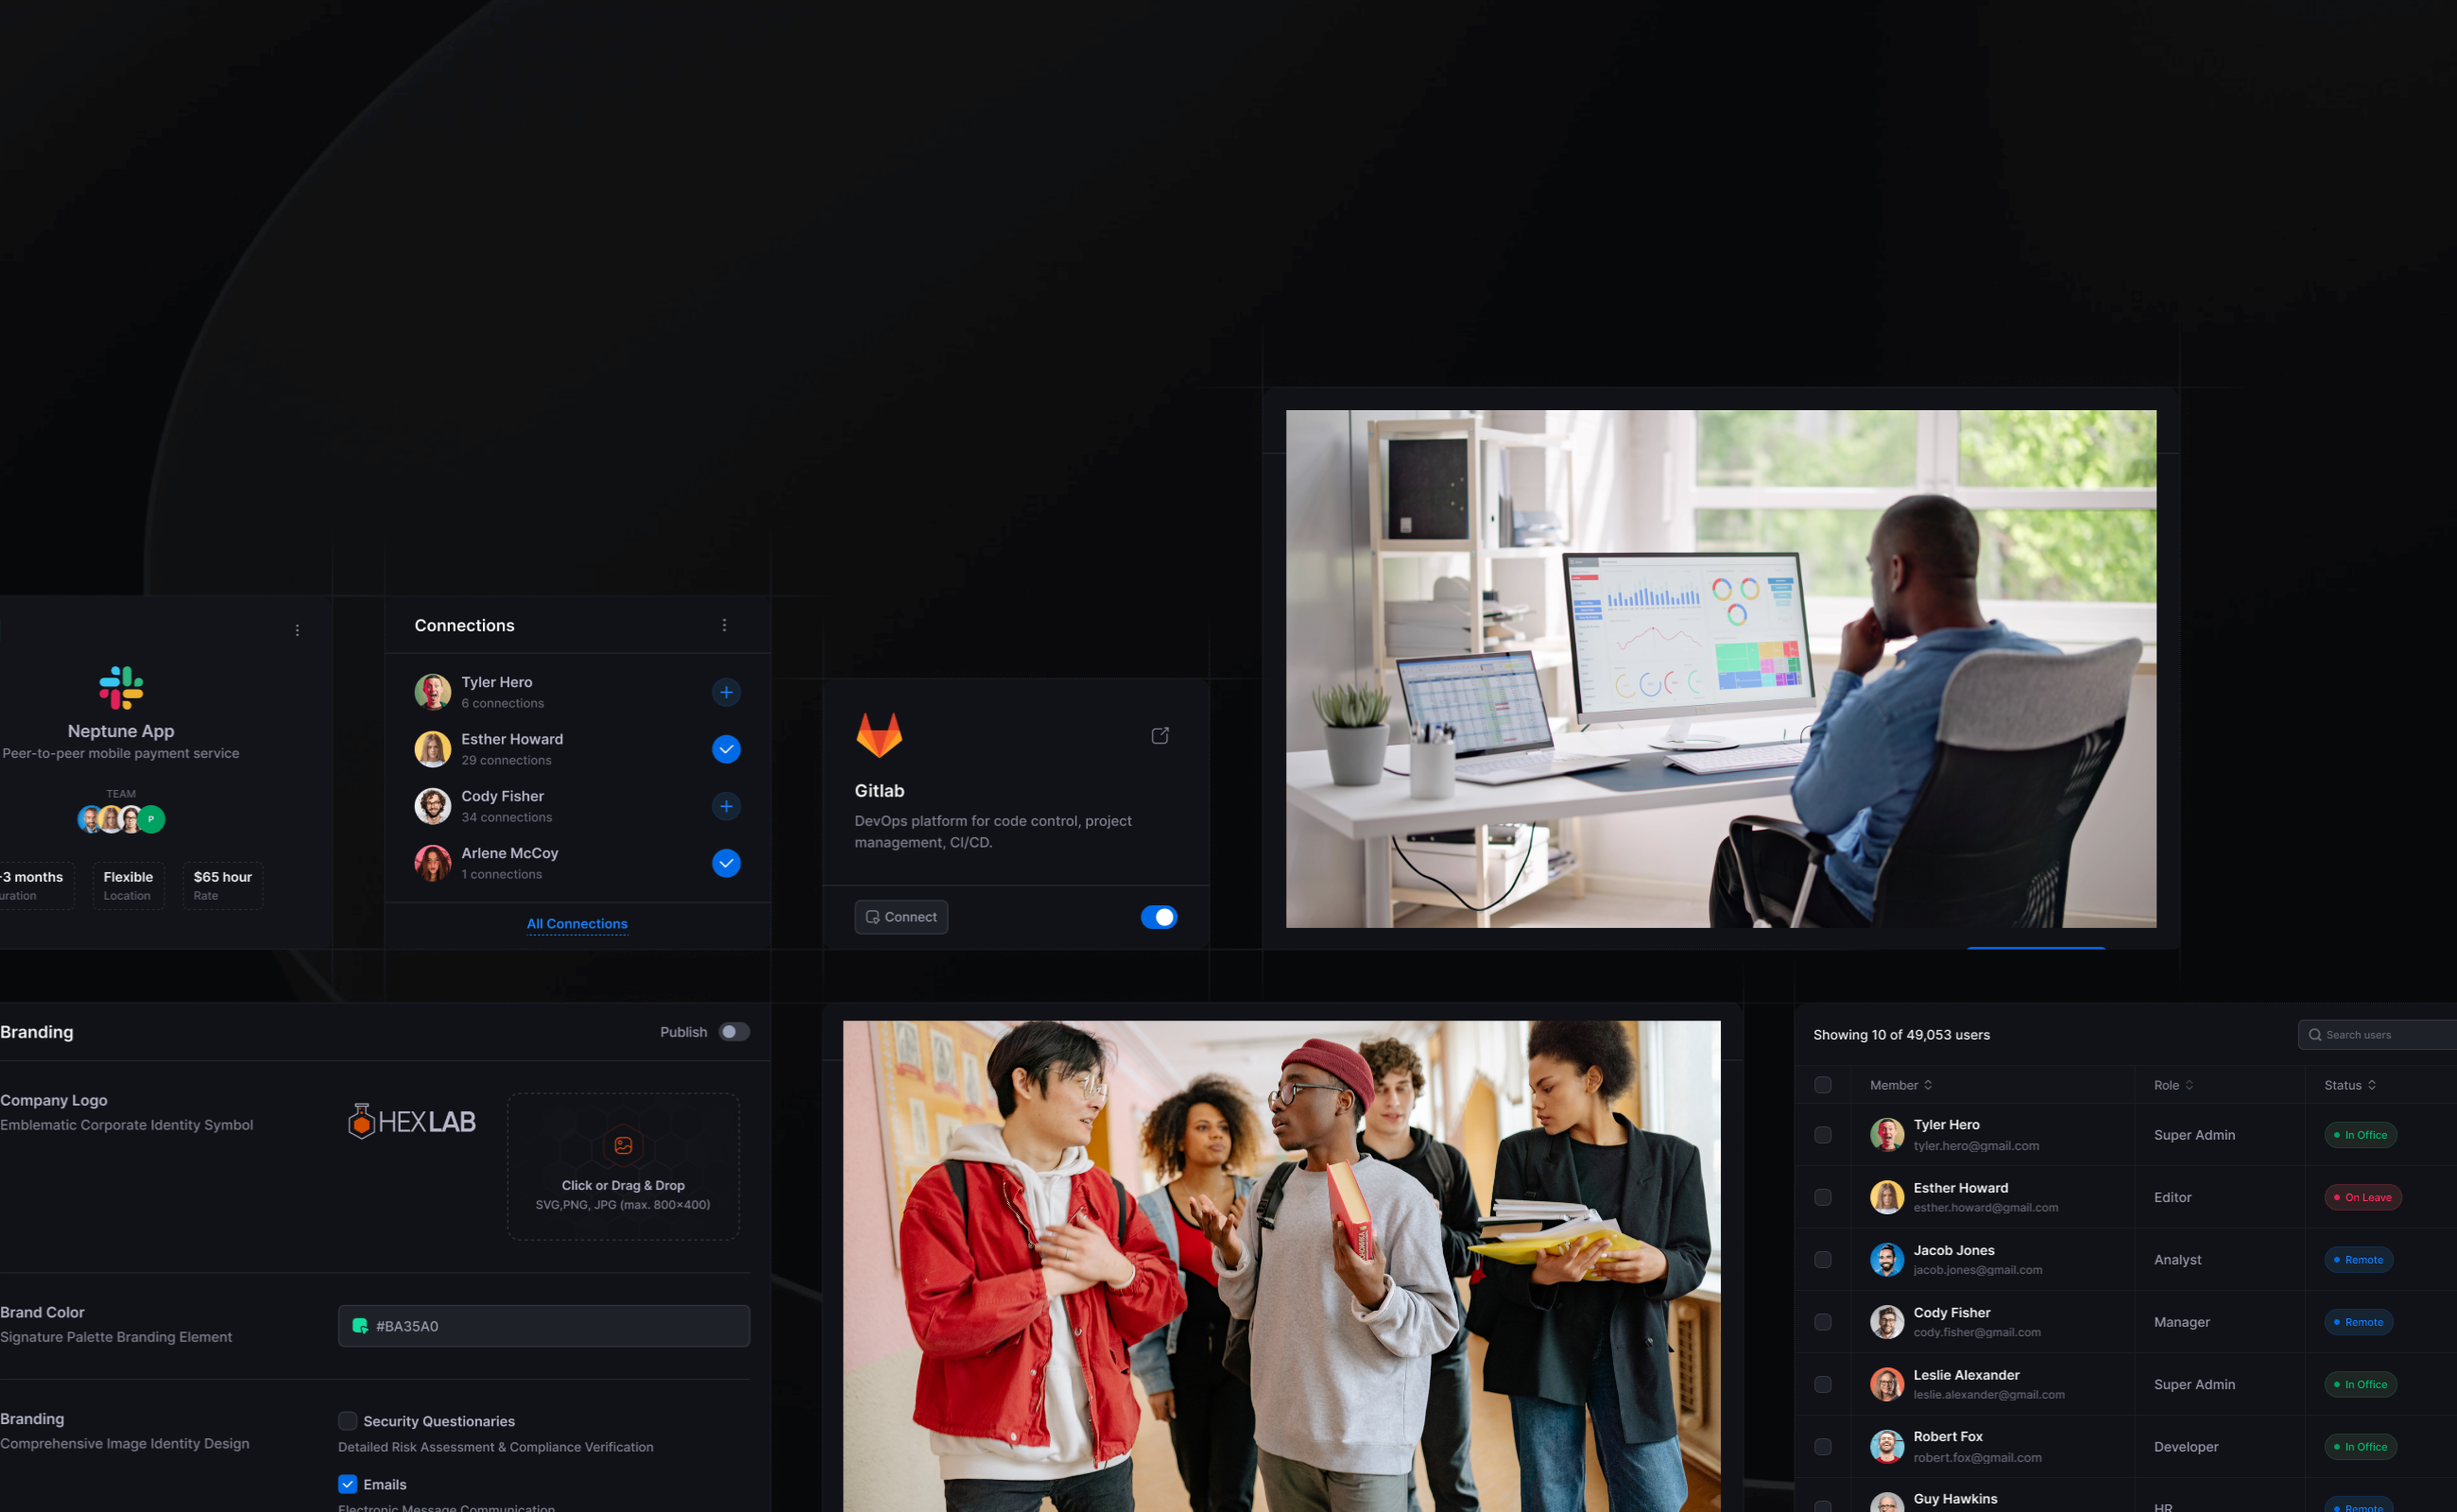 Neptune App
Peer-to-peer mobile payment service
TEAM
P
-3 months
Flexible
Location
$65 hour
Rate
Connections
Tyler Hero
6 connections
Esther Howard
29 connections
Cody Fisher
34 connections
Arlene McCoy
1 connections
All Connections
Gitlab
DevOps platform for code control, project
management, CI/CD.
Connect
Branding
Publish
Company Logo
Emblematic Corporate Identity Symbol
HEXLAB
Click or Drag & Drop
SVG,PNG, JPG (max. 800×400)
Brand Color
Signature Palette Branding Element
#BA35A0
Branding
Comprehensive Image Identity Design
Security Questionaries
Detailed Risk Assessment & Compliance Verification
Emails
Electronic Message Communication
Showing 10 of 49,053 users
Search users
Member
Role
Status
Tyler Hero
tyler.hero@gmail.com
Super Admin
In Office
Esther Howard
esther.howard@gmail.com
Editor
On Leave
Jacob Jones
jacob.jones@gmail.com
Analyst
Remote
Cody Fisher
cody.fisher@gmail.com
Manager
Remote
Leslie Alexander
leslie.alexander@gmail.com
Super Admin
In Office
Robert Fox
robert.fox@gmail.com
Developer
In Office
Guy Hawkins
HR
Remote